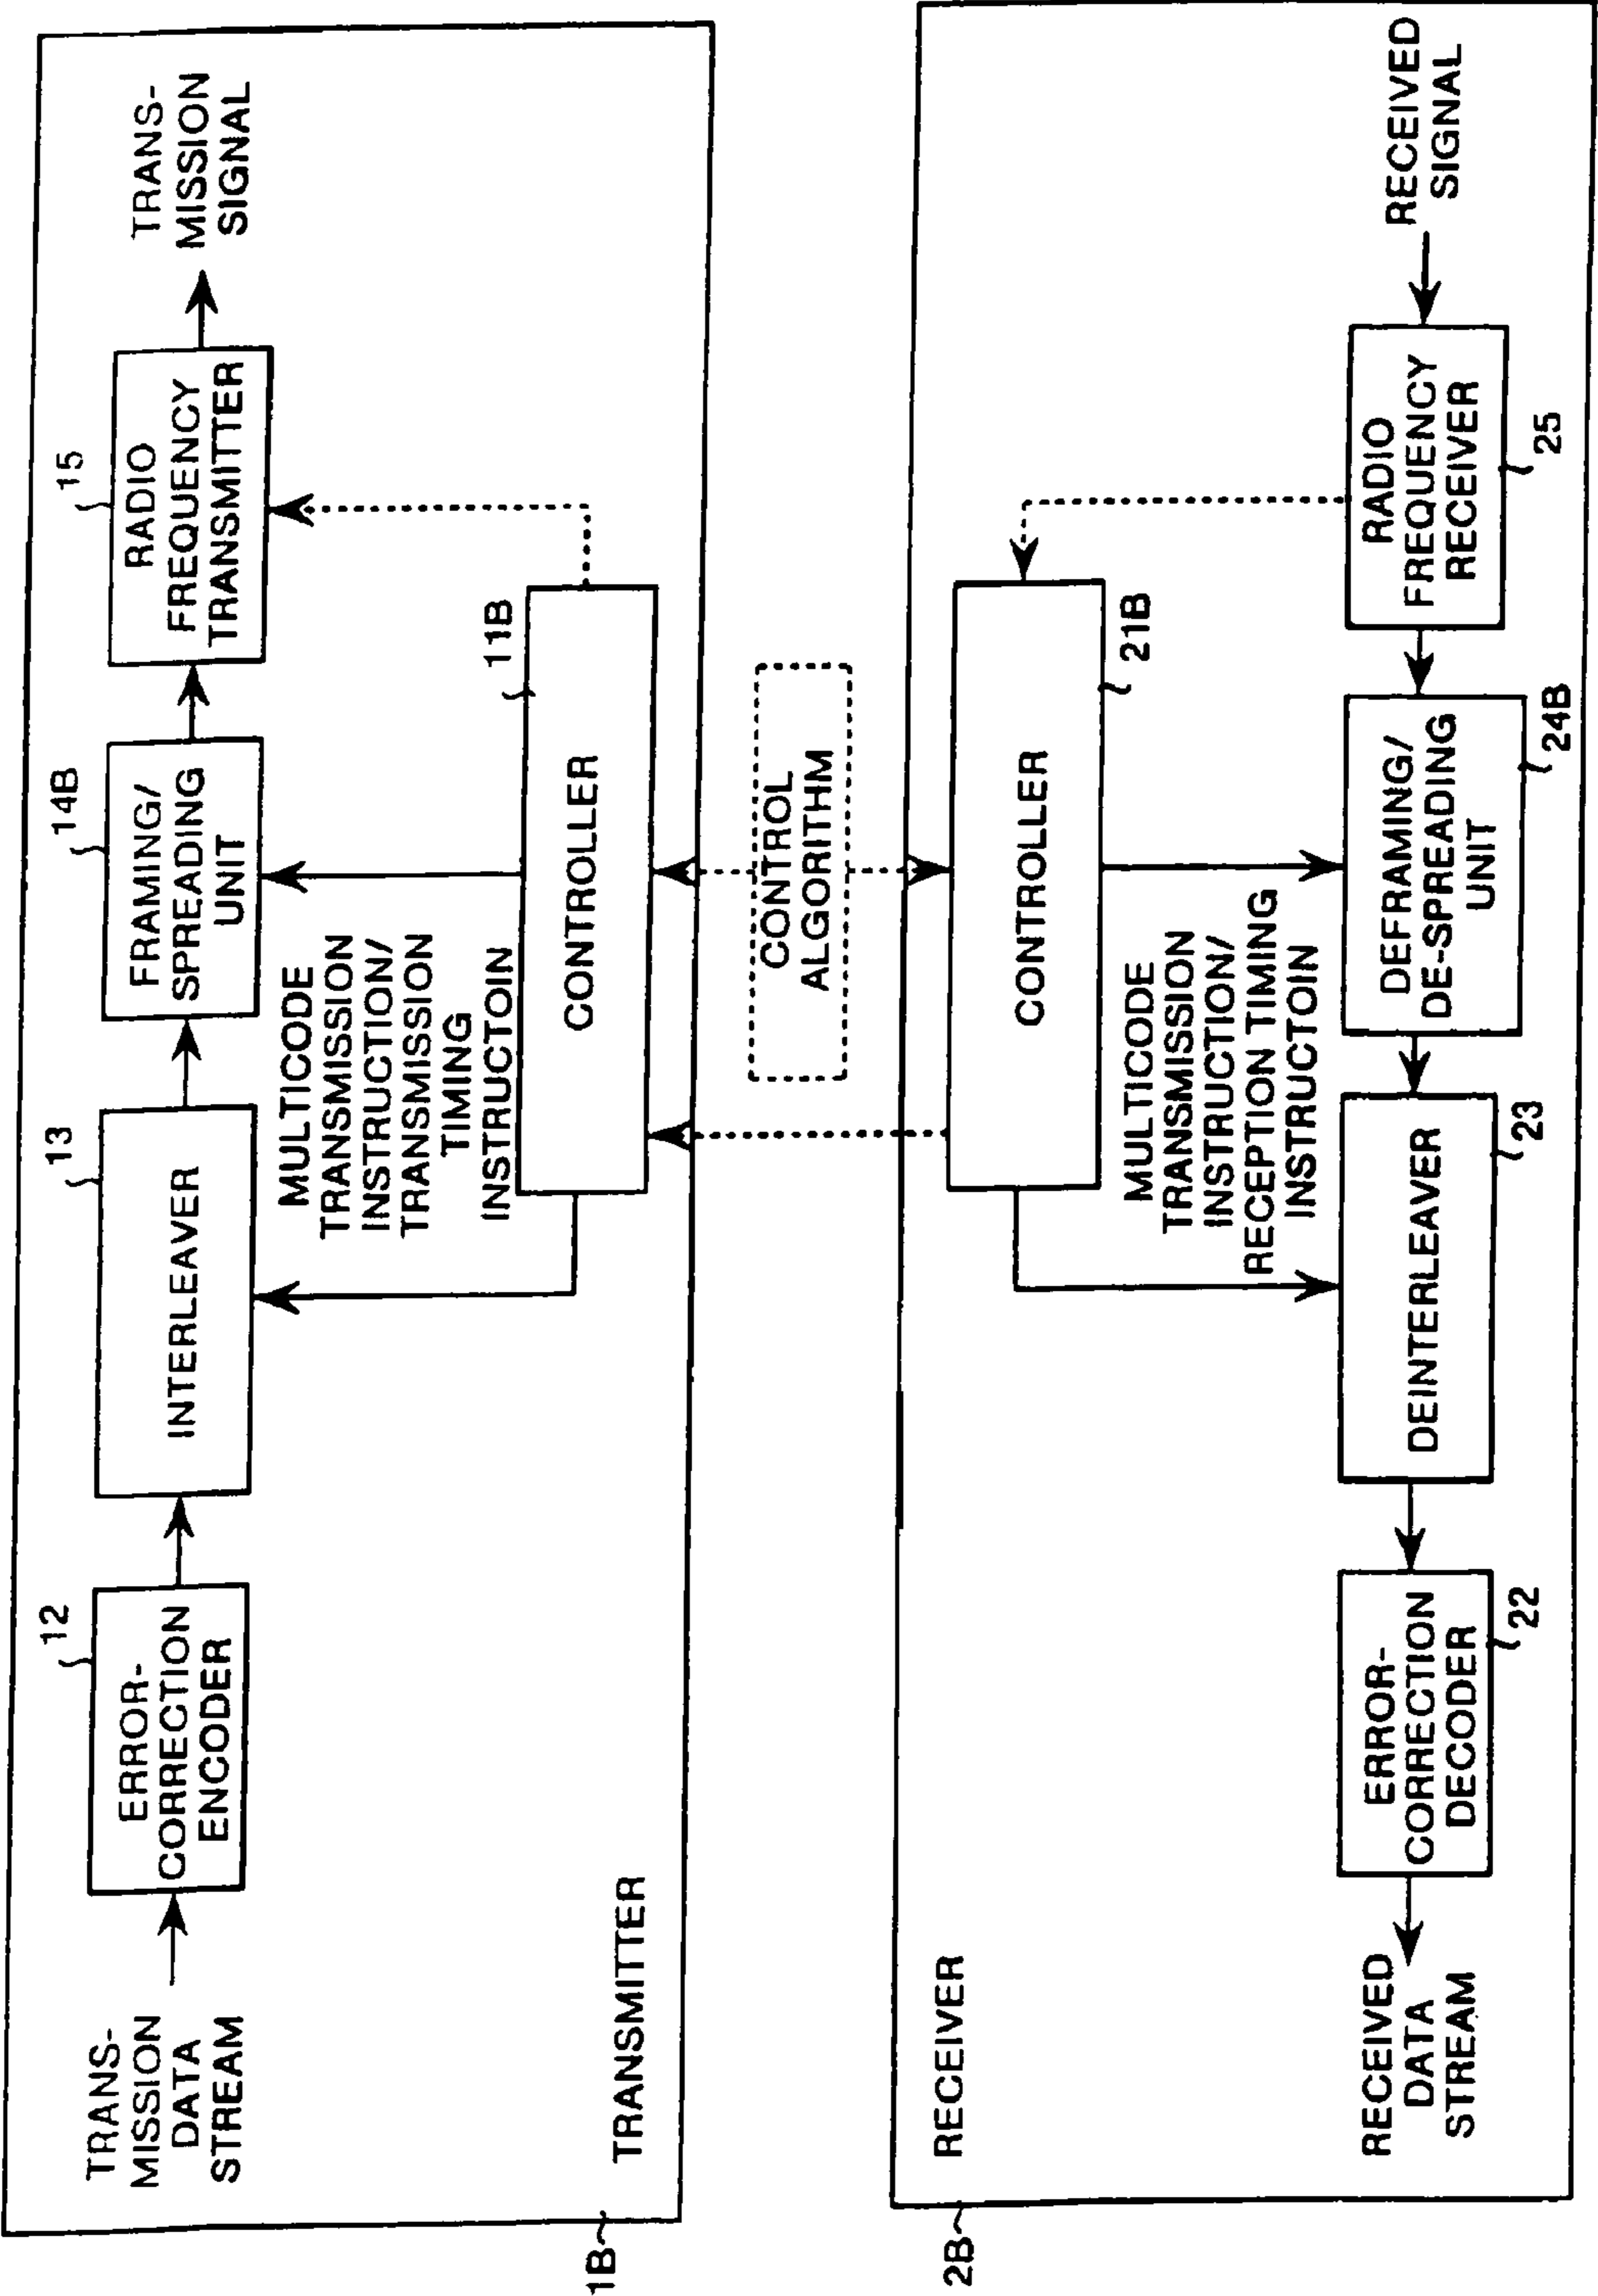 12
13
14B
15
TRANS-
MISSION
DATA
STREAM
ERROR-
CORRECTION
ENCODER
INTERLEAVER
FRAMING/
SPREADING
UNIT
RADIO
FREQUENCY
TRANSMITTER
TRANS-
MISSION
SIGNAL
MULTICODE
TRANSMISSION
INSTRUCTION/
TRANSMISSION
TIMING
INSTRUCTOIN
11B
CONTROLLER
TRANSMITTER
1B
CONTROL
ALGORITHM
2B
RECEIVER
CONTROLLER
21B
MULTICODE
TRANSMISSION
INSTRUCTION/
RECEPTION TIMING
INSTRUCTOIN
RECEIVED
DATA
STREAM
ERROR-
CORRECTION
DECODER
DEINTERLEAVER
DEFRAMING/
DE-SPREADING
UNIT
RADIO
FREQUENCY
RECEIVER
RECEIVED
SIGNAL
22
23
24B
25